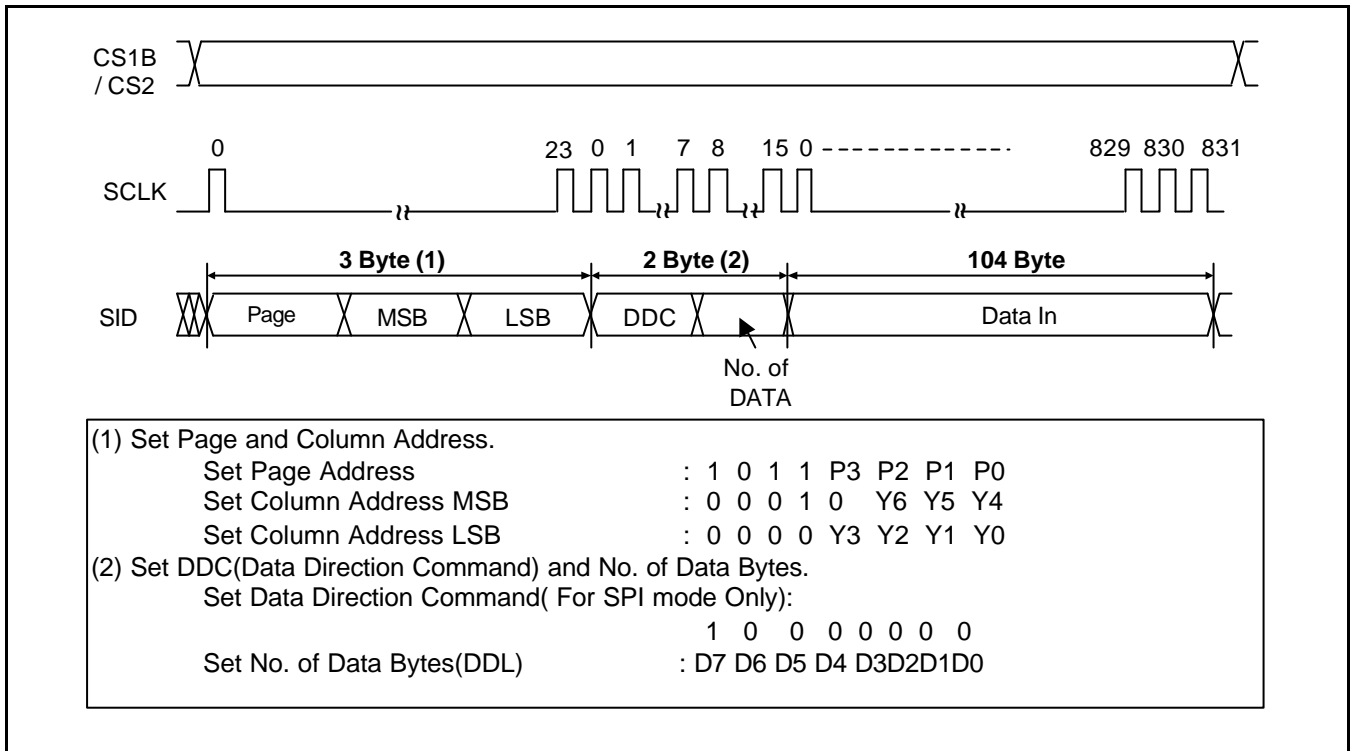 CS1B
/ CS2
0 23 0 1 7 8 15 0 829 830 831
SCLK
3 Byte (1) 2 Byte (2) 104 Byte
SID Page MSB LSB DDC Data In
No. of
DATA
(1) Set Page and Column Address.
Set Page Address : 1 0 1 1 P3 P2 P1 P0
Set Column Address MSB : 0 0 0 1 0 Y6 Y5 Y4
Set Column Address LSB : 0 0 0 0 Y3 Y2 Y1 Y0
(2) Set DDC(Data Direction Command) and No. of Data Bytes.
Set Data Direction Command( For SPI mode Only):
1 0 0 0 0 0 0 0
Set No. of Data Bytes(DDL) : D7 D6 D5 D4 D3D2D1D0